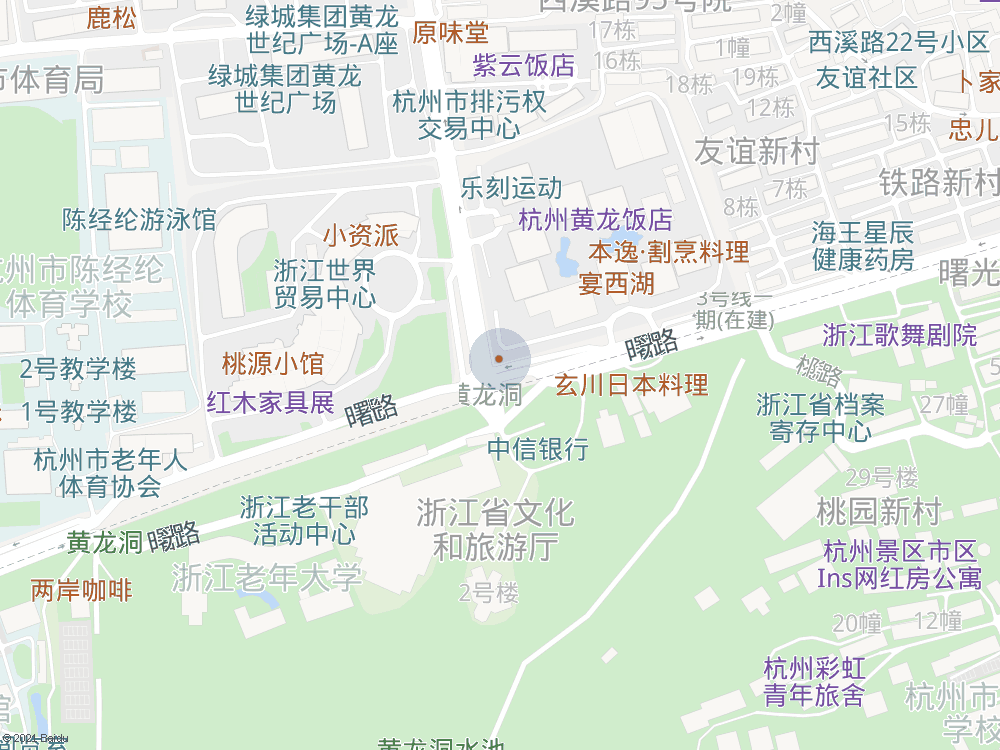 鹿松
绿城集团黄龙
世纪广场-A座
原味堂
17栋
2幢
1幢
西溪路22号小区
市体育局
绿城集团黄龙
世纪广场
紫云饭店
16栋
18栋
19栋
友谊社区
卜家
杭州市排污权
交易中心
12栋
15栋
忠儿
友谊新村
乐刻运动
7栋
铁路新村
陈经纶游泳馆
杭州黄龙饭店
8栋
小资派
本逸·割烹料理
海王星辰
健康药房
州市陈经纶
体育学校
浙江世界
贸易中心
宴西湖
曙光
3号线一
期(在建)
曙光路
浙江歌舞剧院
2号教学楼
桃源小馆
玄川日本料理
黄龙洞
红木家具展
曙光路
1号教学楼
浙江省档案
寄存中心
27幢
中信银行
杭州市老年人
体育协会
29号楼
浙江老干部
活动中心
浙江省文化
和旅游厅
桃园新村
黄龙洞
曙光路
杭州景区市区
Ins网红房公寓
两岸咖啡
浙江老年大学
2号楼
20幢
12幢
杭州彩虹
青年旅舍
杭州市
学校
黄龙洞水池
© 2024 Baidu